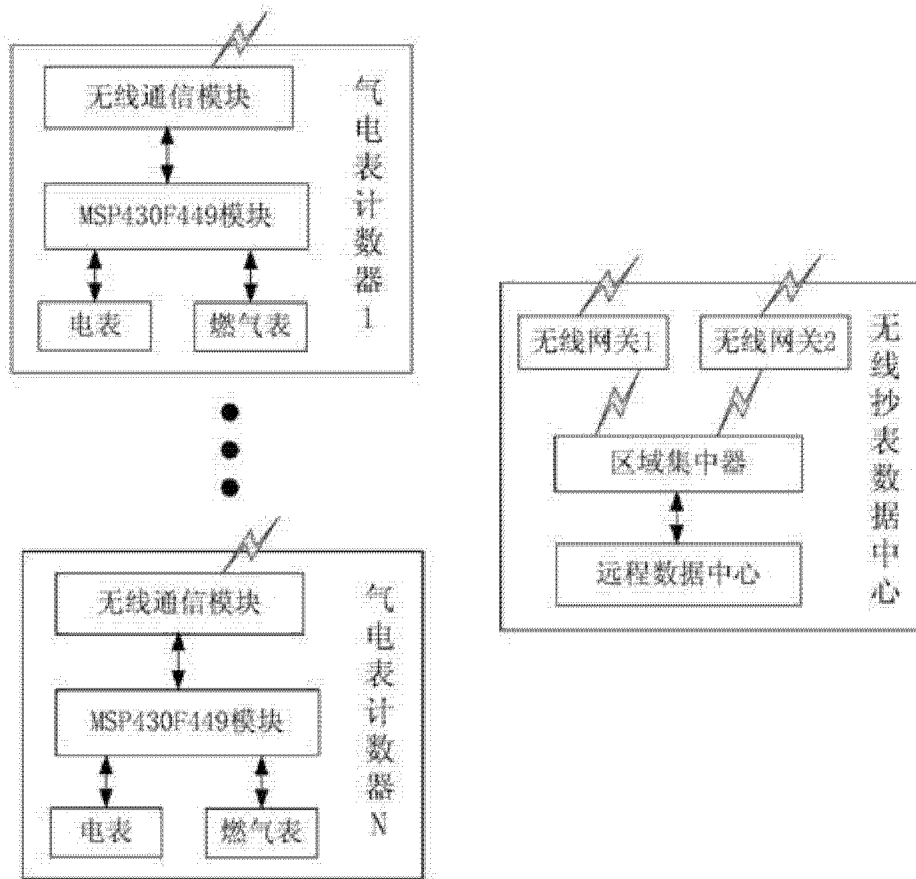 无线通信模块
MSP430F449模块
电表
燃气表
气电表计数器1
无线通信模块
MSP430F449模块
电表
燃气表
气电表计数器N
无线网关1
无线网关2
区域集中器
远程数据中心
无线抄表数据中心